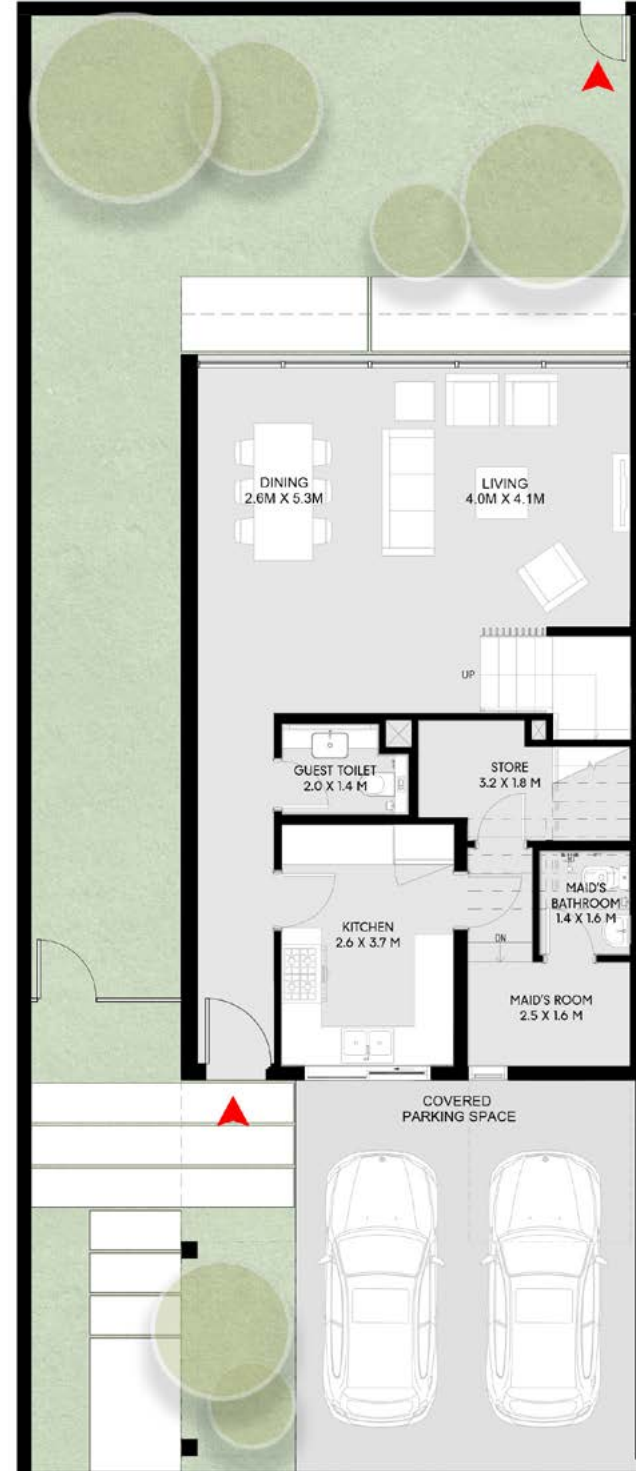 DINING
2.6M X 5.3M
LIVING
4.0M X 4.1M
UP
GUEST TOILET
2.0 X 1.4 M
STORE
3.2 X 1.8 M
KITCHEN
2.6 X 3.7 M
MAID'S
BATHROOM
1.4 X 1.6 M
DN
MAID'S ROOM
2.5 X 1.6 M
COVERED
PARKING SPACE